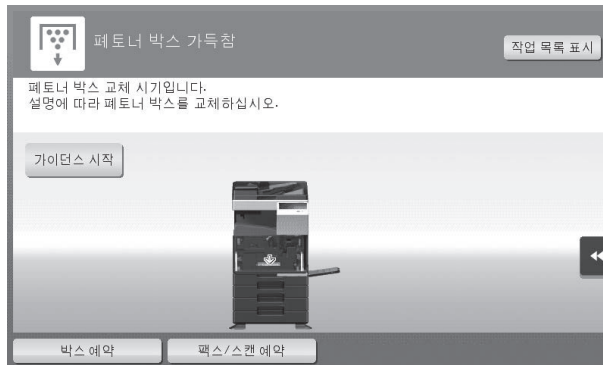 폐토너 박스 가득참
작업 목록 표시
폐토너 박스 교체 시기입니다.
설명에 따라 폐토너 박스를 교체하십시오.
가이던스 시작
박스 예약
팩스/스캔 예약